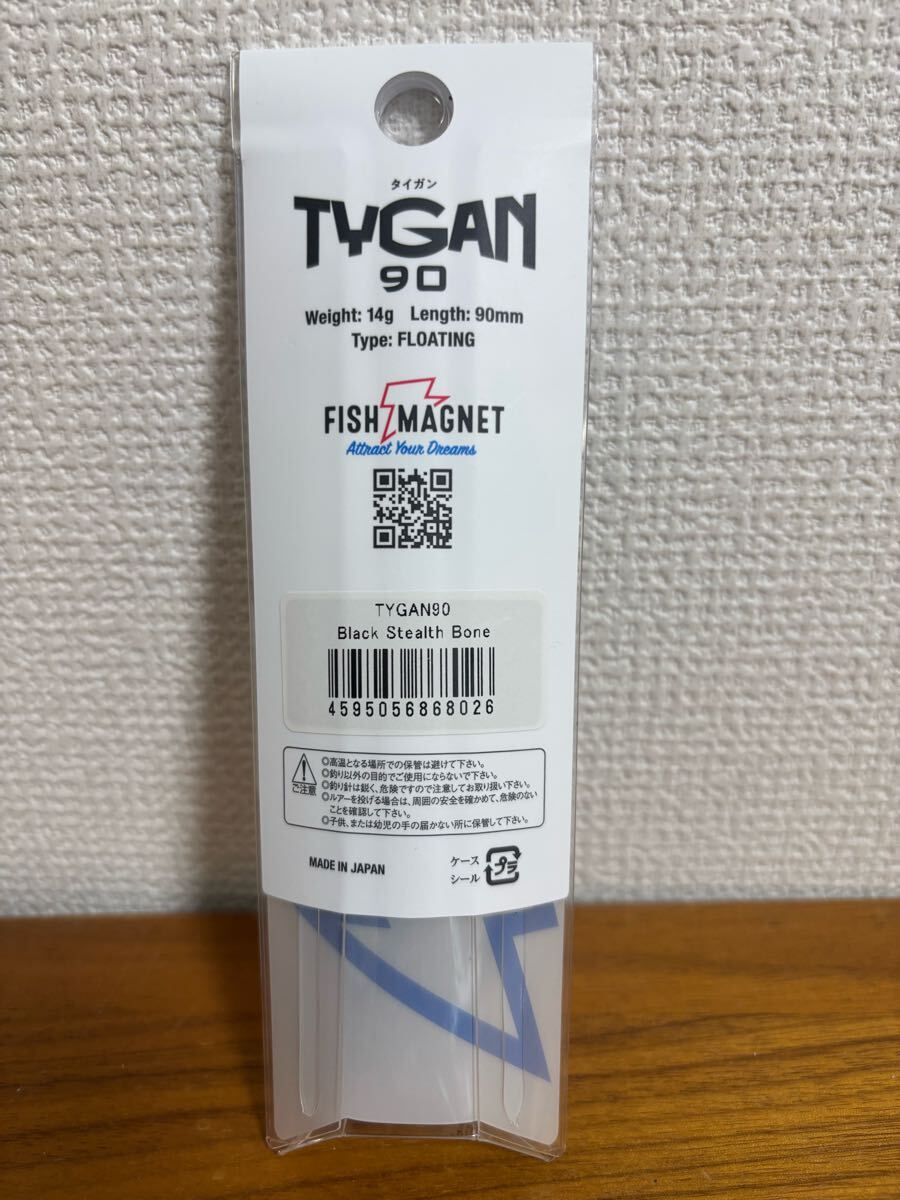 タイガン
TYGAN
90
Weight: 14g Length: 90mm
Type: FLOATING
FISH MAGNET
Attract Your Dreams
TYGAN90
Black Stealth Bone
4595056868026
ご注意
◎高温となる場所での保管は避けて下さい。
◎釣り以外の目的でご使用にならないで下さい。
◎釣り針は鋭く、危険ですので注意してお取り扱い下さい。
◎ルアーを投げる場合は、周囲の安全を確かめて、危険のない
ことを確認して下さい。
◎子供、または幼児の手の届かない所に保管して下さい。
MADE IN JAPAN
ケース
シール
プラ